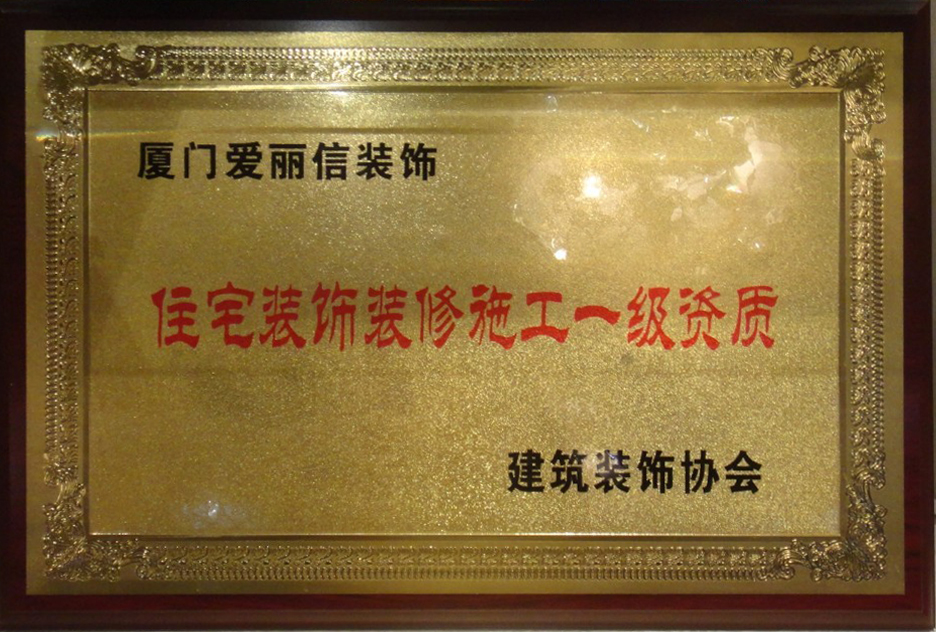 厦门爱丽信装饰
住宅装饰装修施工一级资质
建筑装饰协会